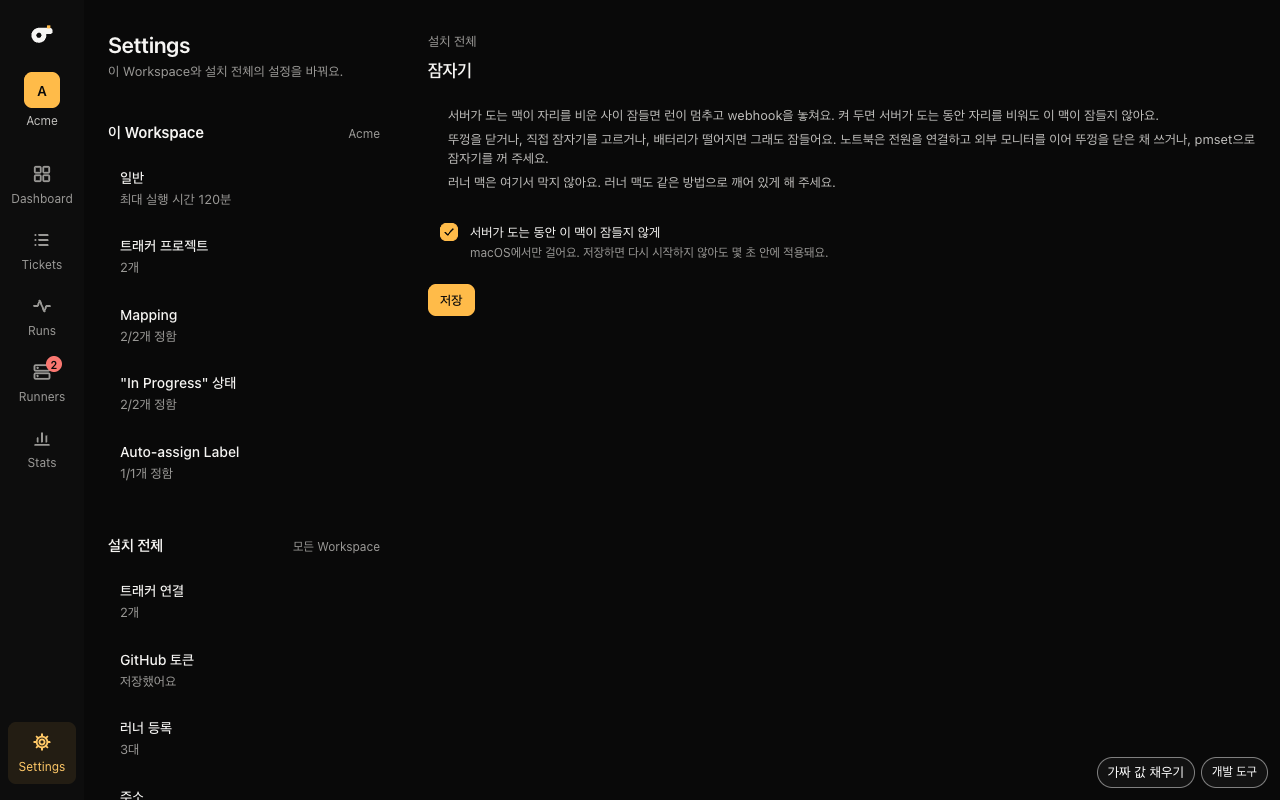 A
Acme
Dashboard
Tickets
Runs
2
Runners
Stats
Settings
Settings
이 Workspace와 설치 전체의 설정을 바꿔요.
이 Workspace
Acme
일반
최대 실행 시간 120분
트래커 프로젝트
2개
Mapping
2/2개 정함
"In Progress" 상태
2/2개 정함
Auto-assign Label
1/1개 정함
설치 전체
모든 Workspace
트래커 연결
2개
GitHub 토큰
저장했어요
러너 등록
3대
주소
설치 전체
잠자기
서버가 도는 맥이 자리를 비운 사이 잠들면 런이 멈추고 webhook을 놓쳐요. 켜 두면 서버가 도는 동안 자리를 비워도 이 맥이 잠들지 않아요.
뚜껑을 닫거나, 직접 잠자기를 고르거나, 배터리가 떨어지면 그래도 잠들어요. 노트북은 전원을 연결하고 외부 모니터를 이어 뚜껑을 닫은 채 쓰거나, pmset으로
잠자기를 꺼 주세요.
러너 맥은 여기서 막지 않아요. 러너 맥도 같은 방법으로 깨어 있게 해 주세요.
서버가 도는 동안 이 맥이 잠들지 않게
macOS에서만 걸어요. 저장하면 다시 시작하지 않아도 몇 초 안에 적용돼요.
저장
가짜 값 채우기
개발 도구